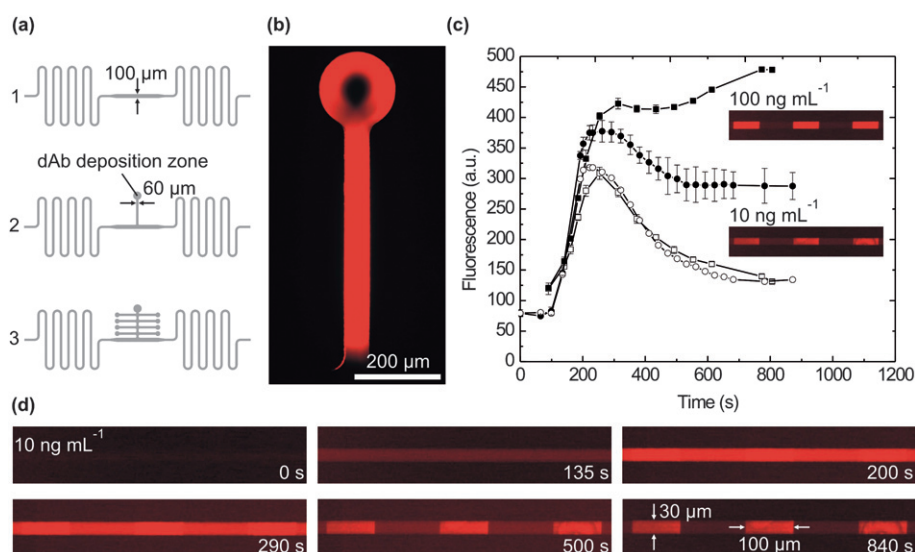 (a)
100 µm
1
dAb deposition zone
60 µm
2
3
(b)
200 µm
(c)
500
450
400
350
300
250
200
150
100
50
0
Fluorescence (a.u.)
100 ng mL⁻¹
10 ng mL⁻¹
0 200 400 600 800 1000 1200
Time (s)
(d)
10 ng mL⁻¹
0 s
135 s
200 s
290 s
500 s
30 µm
100 µm
840 s